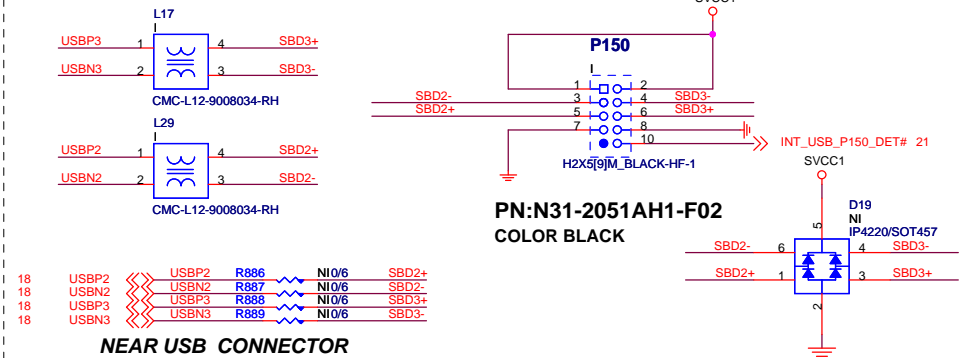 L17
I
USBP3 1 4 SBD3+
USBN3 2 3 SBD3-
CMC-L12-9008034-RH
L29
I
USBP2 1 4 SBD2+
USBN2 2 3 SBD2-
CMC-L12-9008034-RH
P150
I
1 2
SBD2- 3 4 SBD3-
SBD2+ 5 6 SBD3+
7 8
10 INT_USB_P150_DET# 21
H2X5[9]M_BLACK-HF-1
PN:N31-2051AH1-F02
COLOR BLACK
SVCC1
D19
NI
IP4220/SOT457
5
SBD2- 6 4 SBD3-
SBD2+ 1 3 SBD3+
2
18 USBP2 USBP2 R886 NI0/6 SBD2+
18 USBN2 USBN2 R887 NI0/6 SBD2-
18 USBP3 USBP3 R888 NI0/6 SBD3+
18 USBN3 USBN3 R889 NI0/6 SBD3-
NEAR USB CONNECTOR